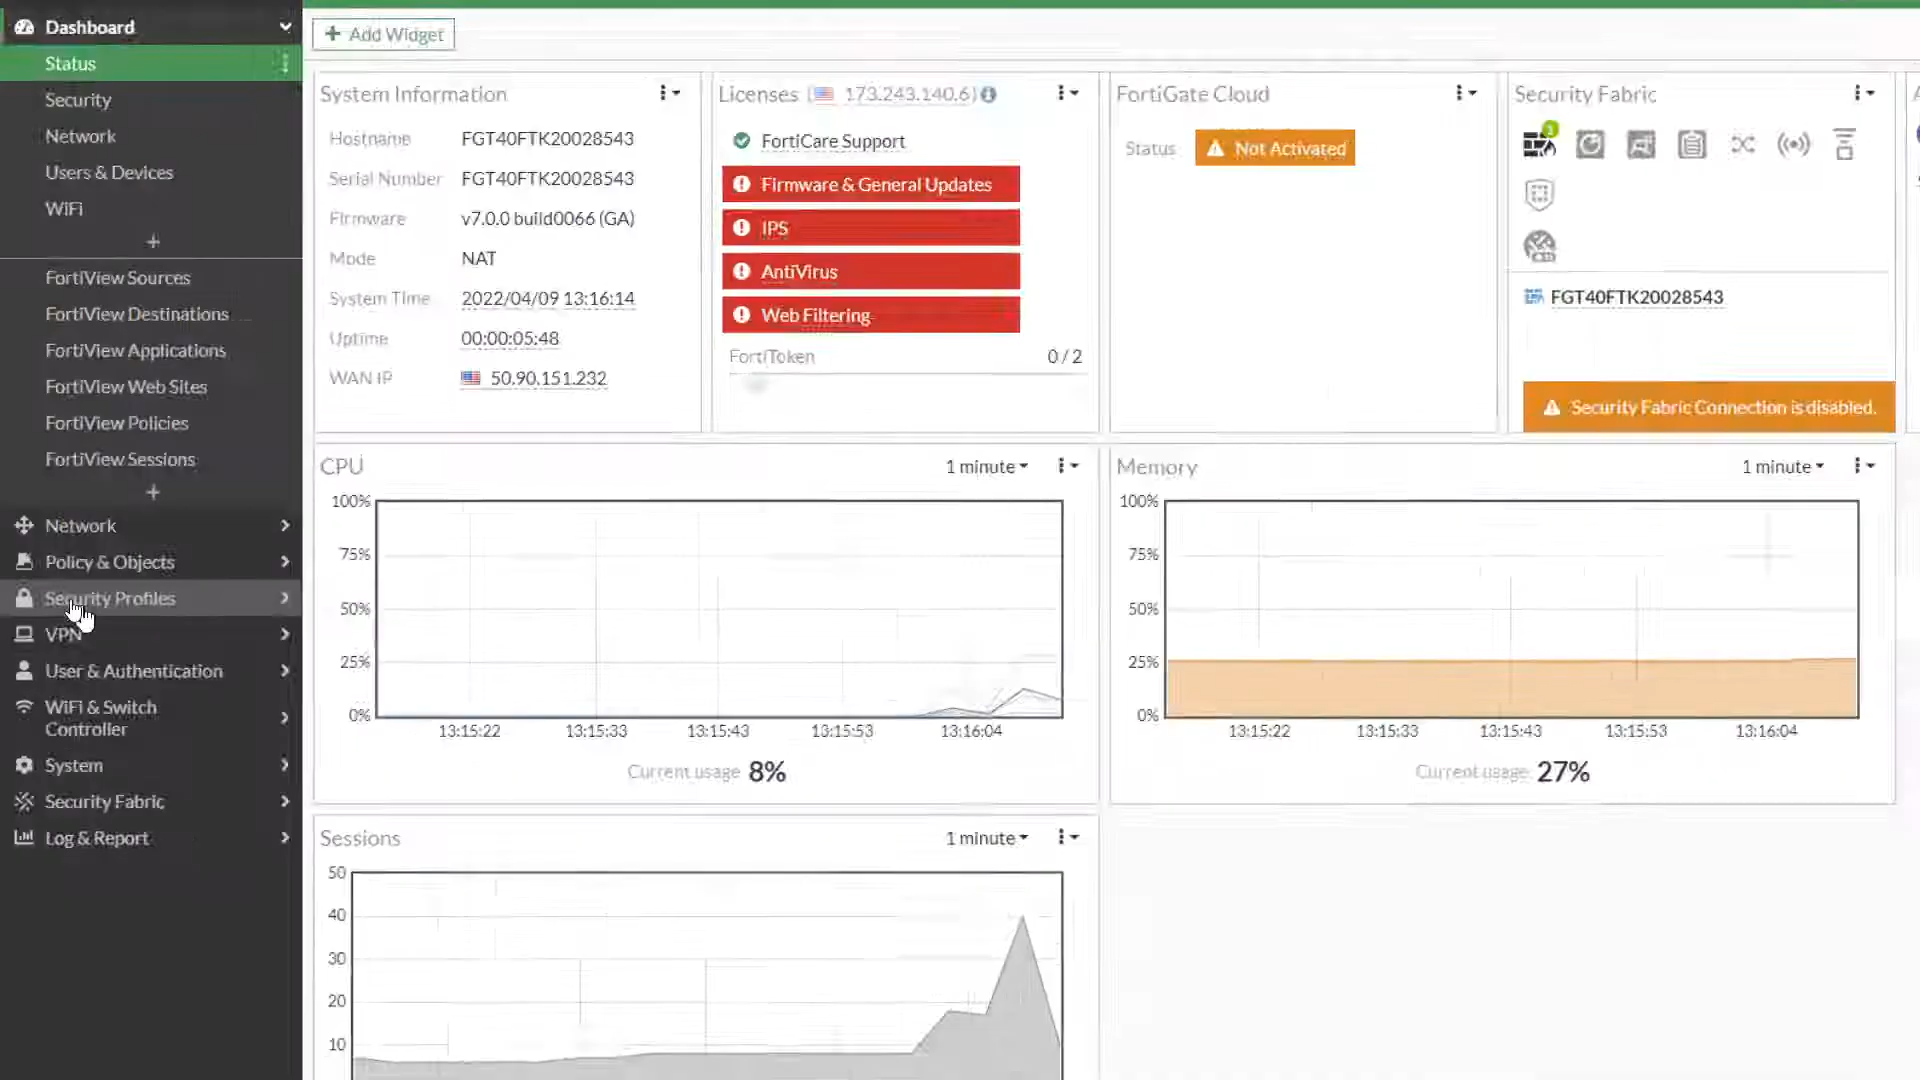 Dashboard
Status
Security
Network
Users & Devices
WiFi
FortiView Sources
FortiView Destinations
FortiView Applications
FortiView Web Sites
FortiView Policies
FortiView Sessions
Network
Policy & Objects
Security Profiles
VPN
User & Authentication
WiFi & Switch
Controller
System
Security Fabric
Log & Report
+ Add Widget
System Information
Hostname FGT40FTK20028543
Serial Number FGT40FTK20028543
Firmware v7.0.0 build0066 (GA)
Mode NAT
System Time 2022/04/09 13:16:14
Uptime 00:00:05:48
WAN IP 50.90.151.232
Licenses (173.243.140.6)
FortiCare Support
Firmware & General Updates
IPS
AntiVirus
Web Filtering
FortiToken 0 / 2
FortiGate Cloud
Status Not Activated
Security Fabric
1
FGT40FTK20028543
Security Fabric Connection is disabled.
CPU 1 minute
100%
75%
50%
25%
0%
13:15:22 13:15:33 13:15:43 13:15:53 13:16:04
Current usage 8%
Memory 1 minute
100%
75%
50%
25%
0%
13:15:22 13:15:33 13:15:43 13:15:53 13:16:04
Current usage 27%
Sessions 1 minute
50
40
30
20
10